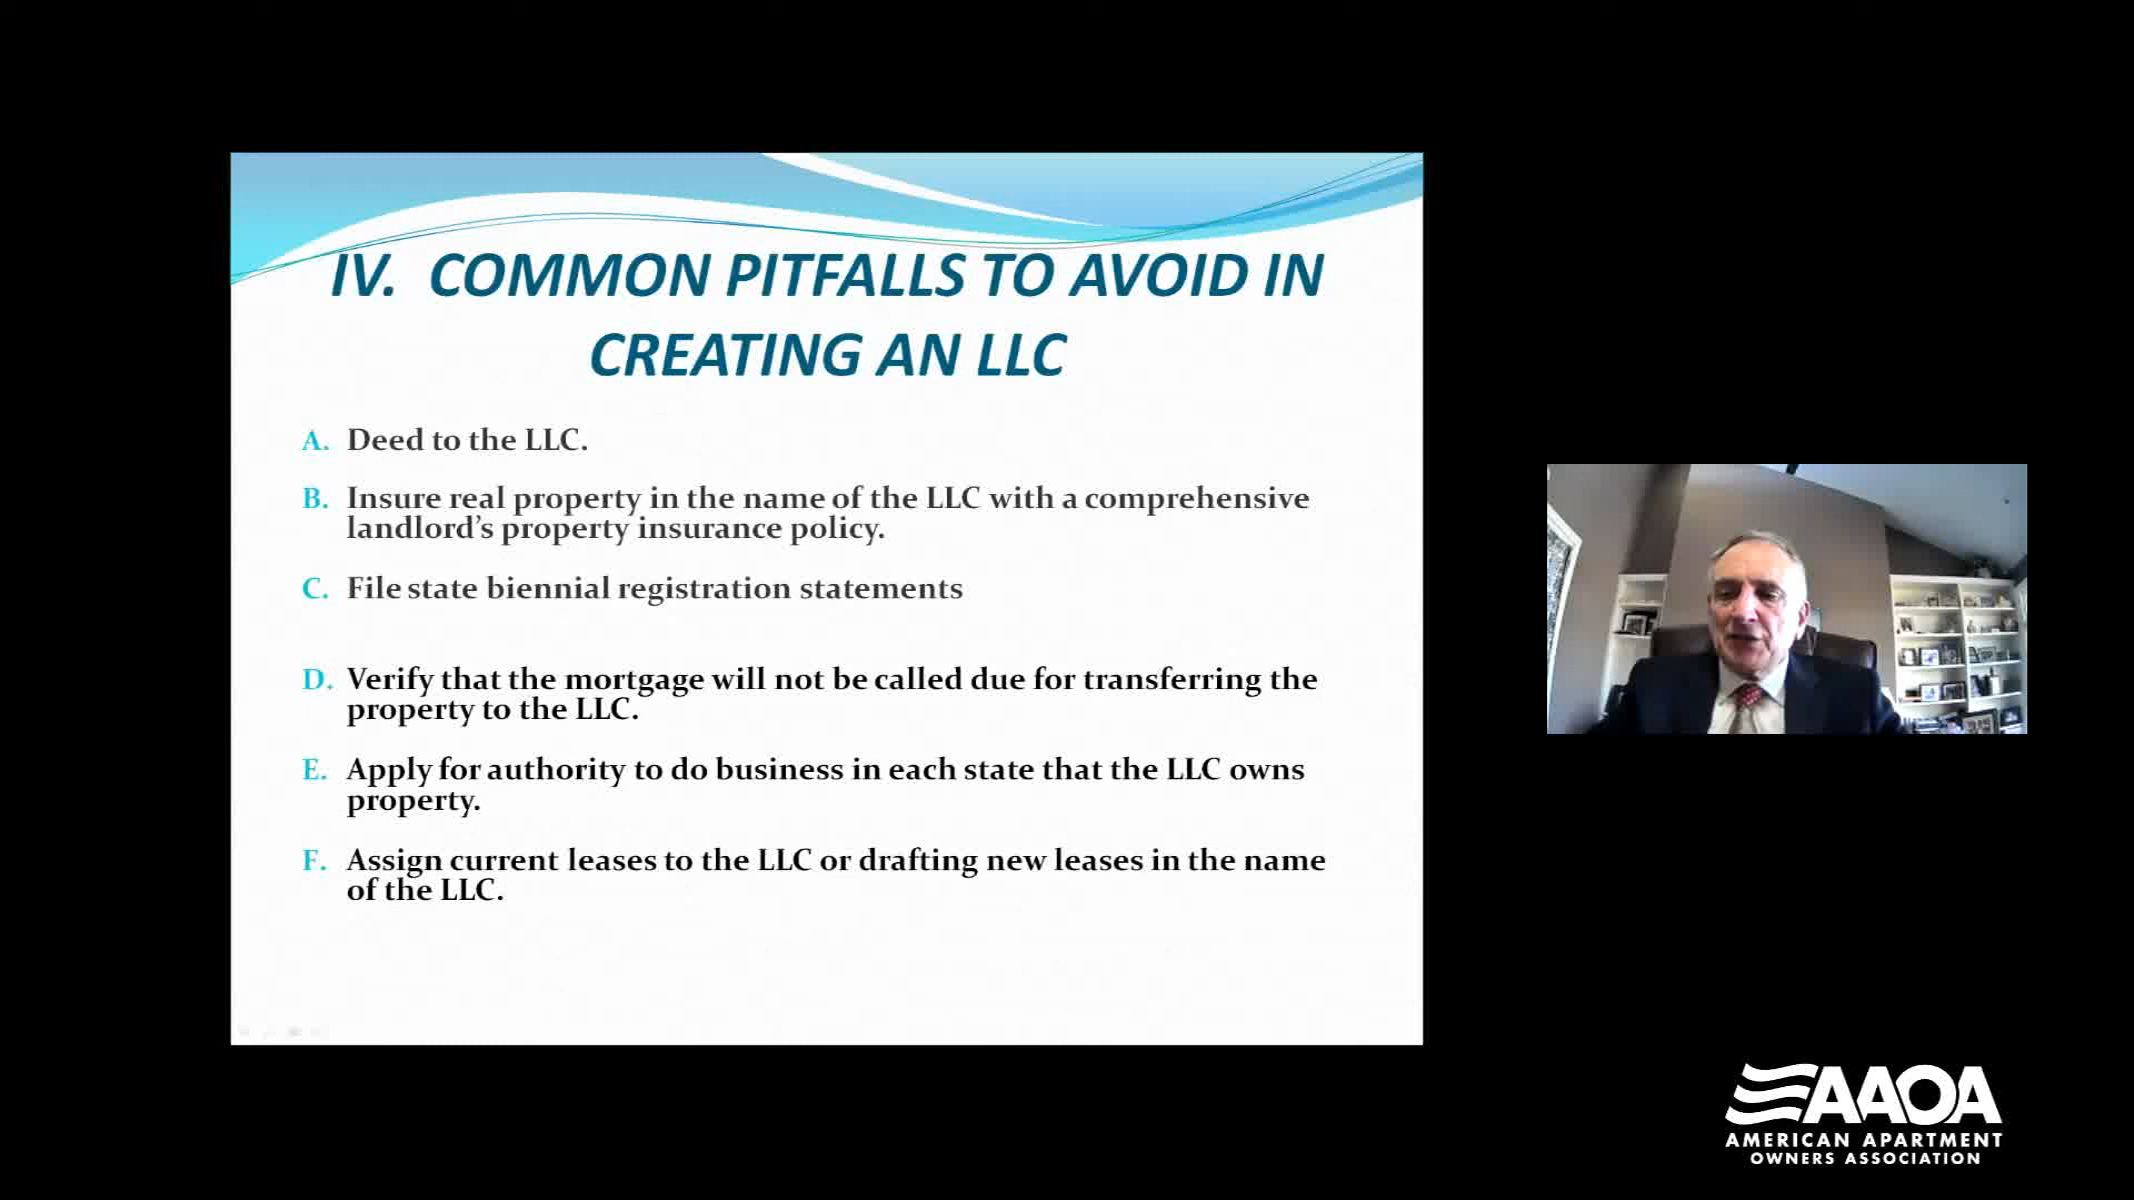 IV. COMMON PITFALLS TO AVOID IN
CREATING AN LLC
A. Deed to the LLC.
B. Insure real property in the name of the LLC with a comprehensive
landlord's property insurance policy.
C. File state biennial registration statements
D. Verify that the mortgage will not be called due for transferring the
property to the LLC.
E. Apply for authority to do business in each state that the LLC owns
property.
F. Assign current leases to the LLC or drafting new leases in the name
of the LLC.
AAOA
AMERICAN APARTMENT
OWNERS ASSOCIATION